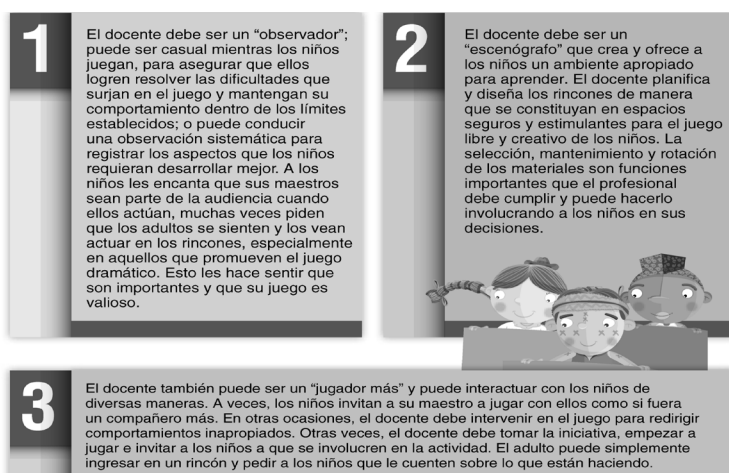 1
El docente debe ser un “observador”;
puede ser casual mientras los niños
juegan, para asegurar que ellos
logren resolver las dificultades que
surjan en el juego y mantengan su
comportamiento dentro de los límites
establecidos; o puede conducir
una observación sistemática para
registrar los aspectos que los niños
requieran desarrollar mejor. A los
niños les encanta que sus maestros
sean parte de la audiencia cuando
ellos actúan, muchas veces piden
que los adultos se sienten y los vean
actuar en los rincones, especialmente
en aquellos que promueven el juego
dramático. Esto les hace sentir que
son importantes y que su juego es
valioso.
2
El docente debe ser un
“escenógrafo” que crea y ofrece a
los niños un ambiente apropiado
para aprender. El docente planifica
y diseña los rincones de manera
que se constituyan en espacios
seguros y estimulantes para el juego
libre y creativo de los niños. La
selección, mantenimiento y rotación
de los materiales son funciones
importantes que el profesional
debe cumplir y puede hacerlo
involucrando a los niños en sus
decisiones.
3
El docente también puede ser un “jugador más” y puede interactuar con los niños de
diversas maneras. A veces, los niños invitan a su maestro a jugar con ellos como si fuera
un compañero más. En otras ocasiones, el docente debe intervenir en el juego para redirigir
comportamientos inapropiados. Otras veces, el docente debe tomar la iniciativa, empezar a
jugar e invitar a los niños a que se involucren en la actividad. El adulto puede simplemente
ingresar en un rincón y pedir a los niños que le cuenten sobre lo que están haciendo.